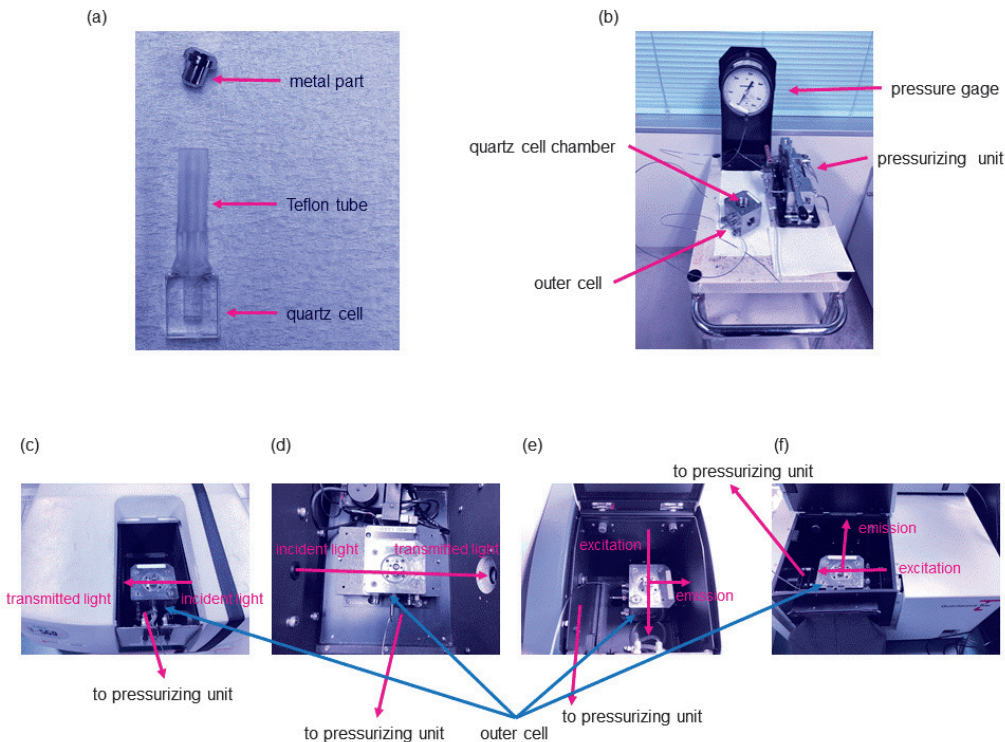 (a)
metal part
Teflon tube
quartz cell
(b)
pressure gage
quartz cell chamber
pressurizing unit
outer cell
(c)
transmitted light
incident light
to pressurizing unit
(d)
incident light
transmitted light
to pressurizing unit
(e)
excitation
emission
to pressurizing unit
(f)
to pressurizing unit
emission
excitation
outer cell